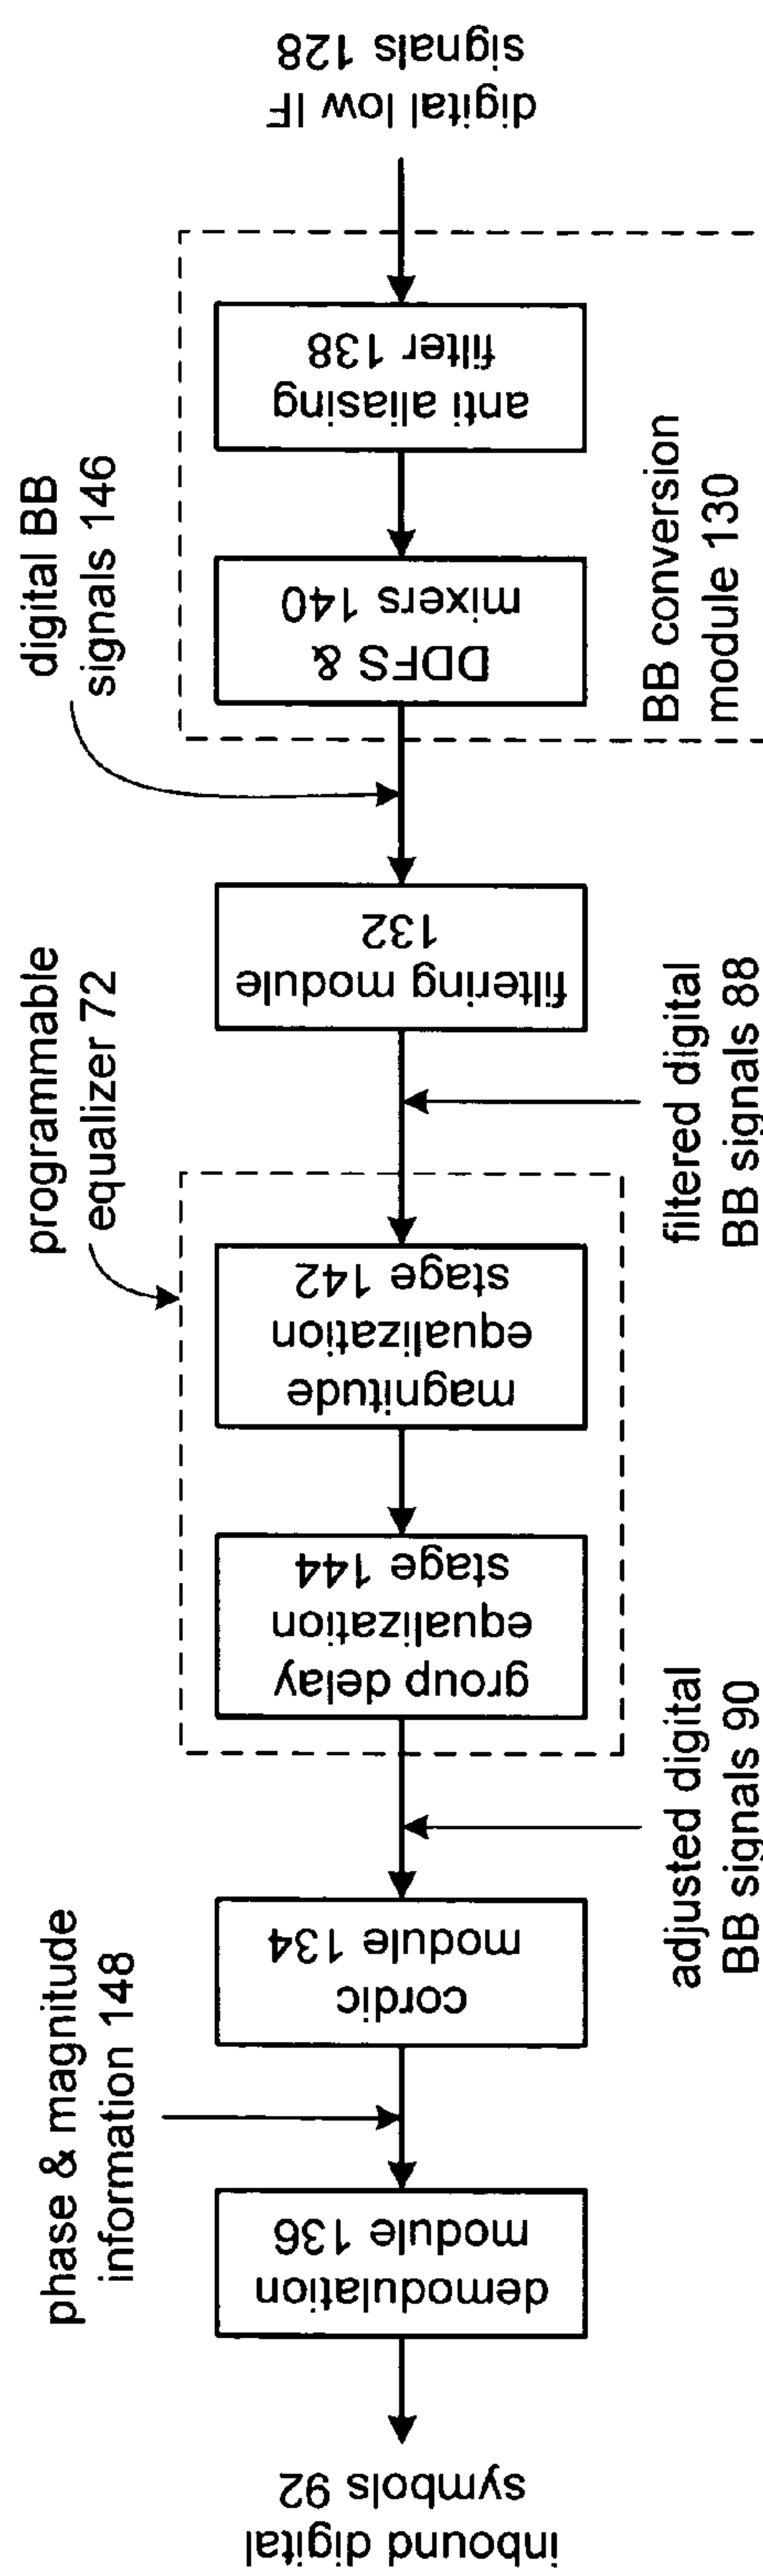 digital low IF
signals 128
anti aliasing
filter 138
DDFS &
mixers 140
BB conversion
module 130
digital BB
signals 146
filtering module
132
filtered digital
BB signals 88
programmable
equalizer 72
magnitude
equalization
stage 142
group delay
equalization
stage 144
adjusted digital
BB signals 90
cordic
module 134
phase & magnitude
information 148
demodulation
module 136
inbound digital
symbols 92